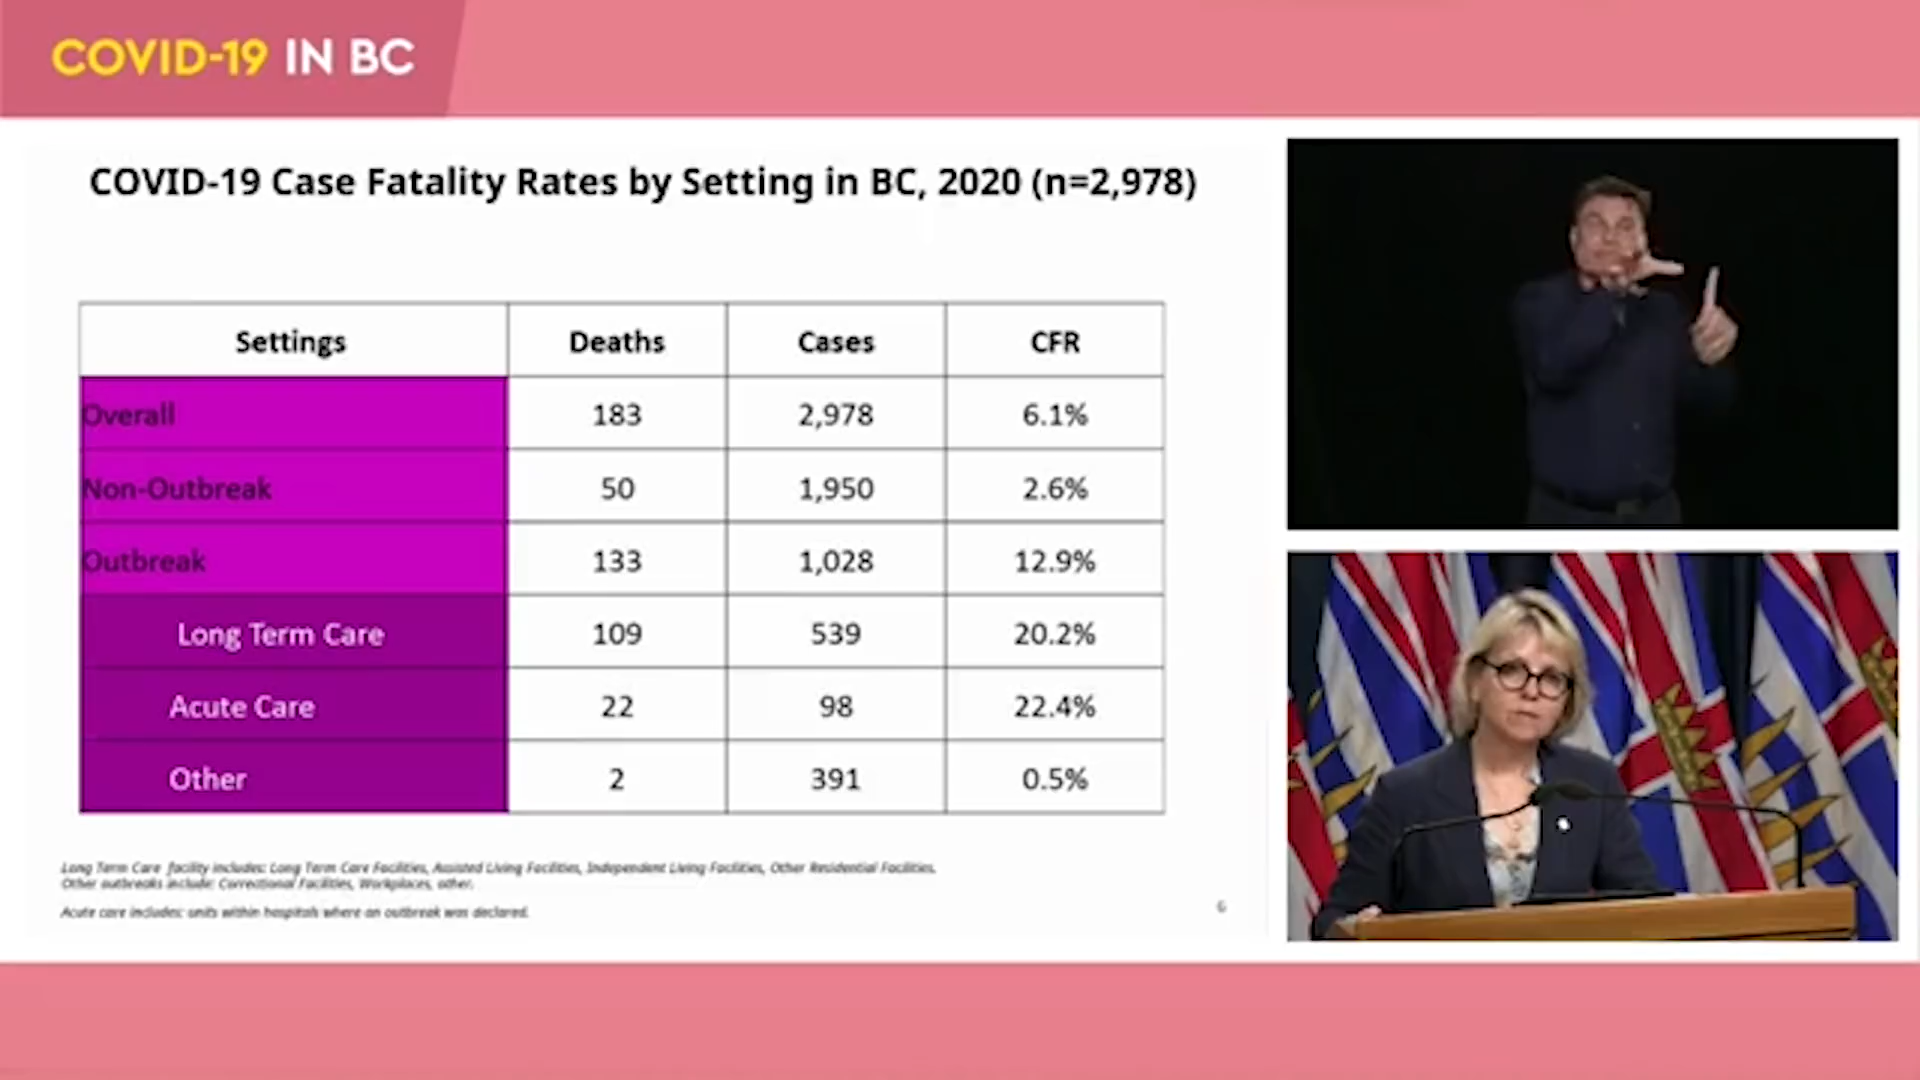 COVID-19 IN BC
COVID-19 Case Fatality Rates by Setting in BC, 2020 (n=2,978)
Settings Deaths Cases CFR
Overall 183 2,978 6.1%
Non-Outbreak 50 1,950 2.6%
Outbreak 133 1,028 12.9%
Long Term Care 109 539 20.2%
Acute Care 22 98 22.4%
Other 2 391 0.5%
Long Term Care facility includes: Long Term Care Facilities, Assisted Living Facilities, Independent Living Facilities, Other Residential Facilities.
Other outbreaks include: Correctional Facilities, Workplaces, other.
Acute care includes: units within hospitals where an outbreak was declared.
6